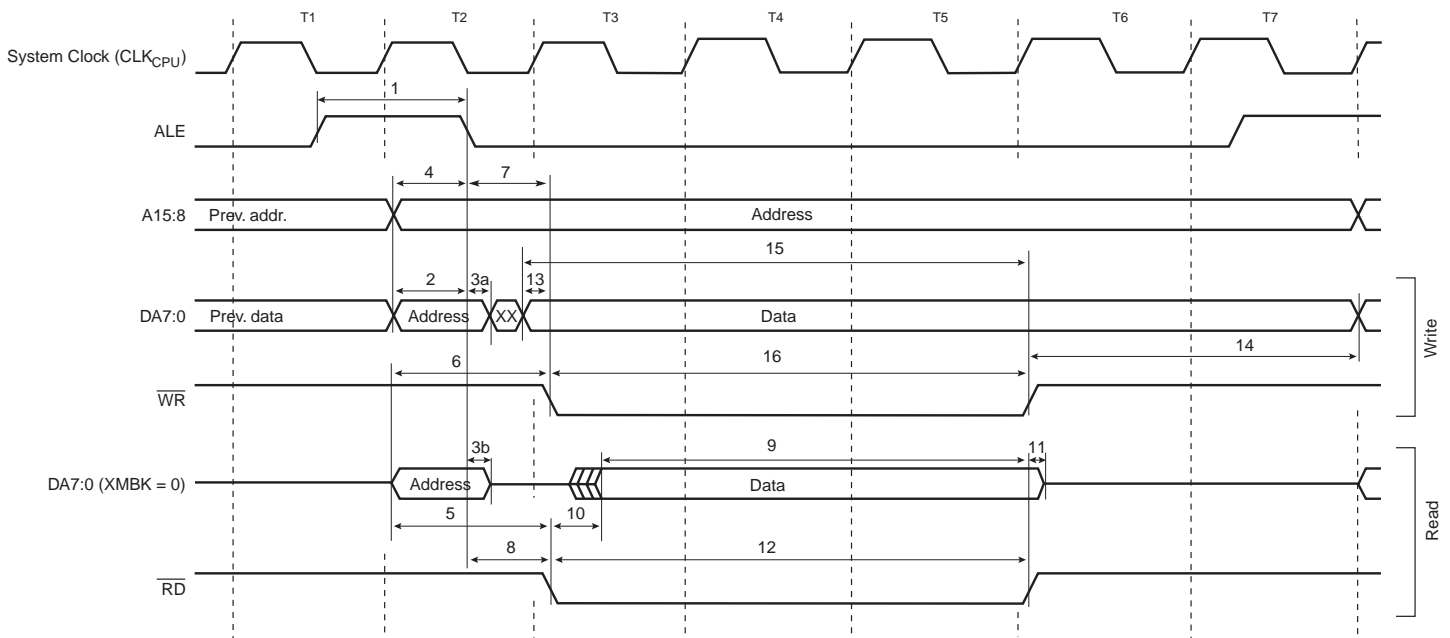 T1 T2 T3 T4 T5 T6 T7
System Clock (CLKCPU)
1
ALE
4 7
A15:8 Prev. addr. Address
15
2 3a 13
DA7:0 Prev. data Address XX Data
14
6 16
WR
Write
3b 9 11
DA7:0 (XMBK = 0) Address Data
5 10
8 12
RD
Read